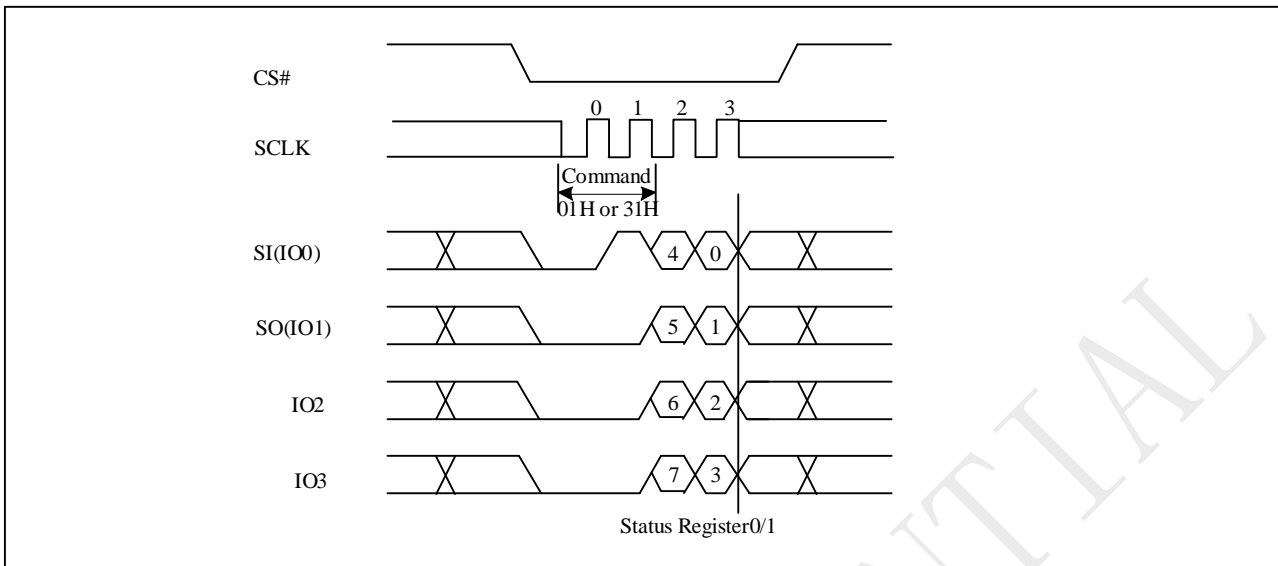 CS#
0 1 2 3
SCLK
Command
01H or 31H
SI(IO0) 4 0
SO(IO1) 5 1
IO2 6 2
IO3 7 3
Status Register0/1